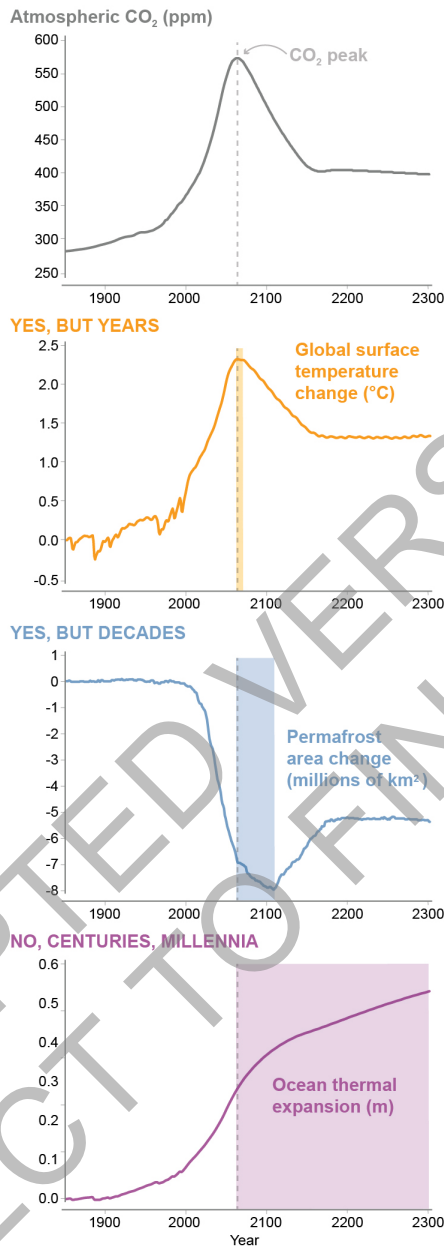 Atmospheric CO₂ (ppm)
600
550
500
450
400
350
300
250
CO₂ peak
1900 2000 2100 2200 2300
YES, BUT YEARS
2.5
2.0
1.5
1.0
0.5
0.0
-0.5
Global surface
temperature
change (°C)
1900 2000 2100 2200 2300
YES, BUT DECADES
1
0
-1
-2
-3
-4
-5
-6
-7
-8
Permafrost
area change
(millions of km²)
1900 2000 2100 2200 2300
NO, CENTURIES, MILLENNIA
0.6
0.5
0.4
0.3
0.2
0.1
0.0
Ocean thermal
expansion (m)
1900 2000 2100 2200 2300
Year